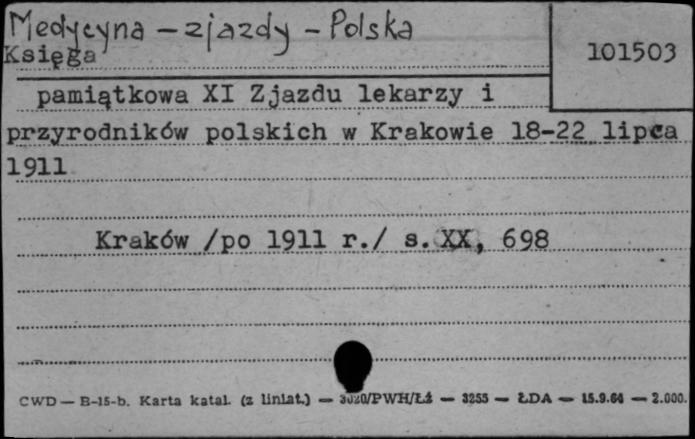 Medycyna - zjazdy - Polska
Księga
101503
pamiątkowa XI Zjazdu lekarzy i
przyrodników polskich w Krakowie 18-22 lipca
1911
Kraków /po 1911 r./ s. XX, 698
CWD — B-15-b. Karta katal. (z liniat.) — 3020/PWH/Łź — 3255 — ŁDA — 15.9.64 — 2.000.